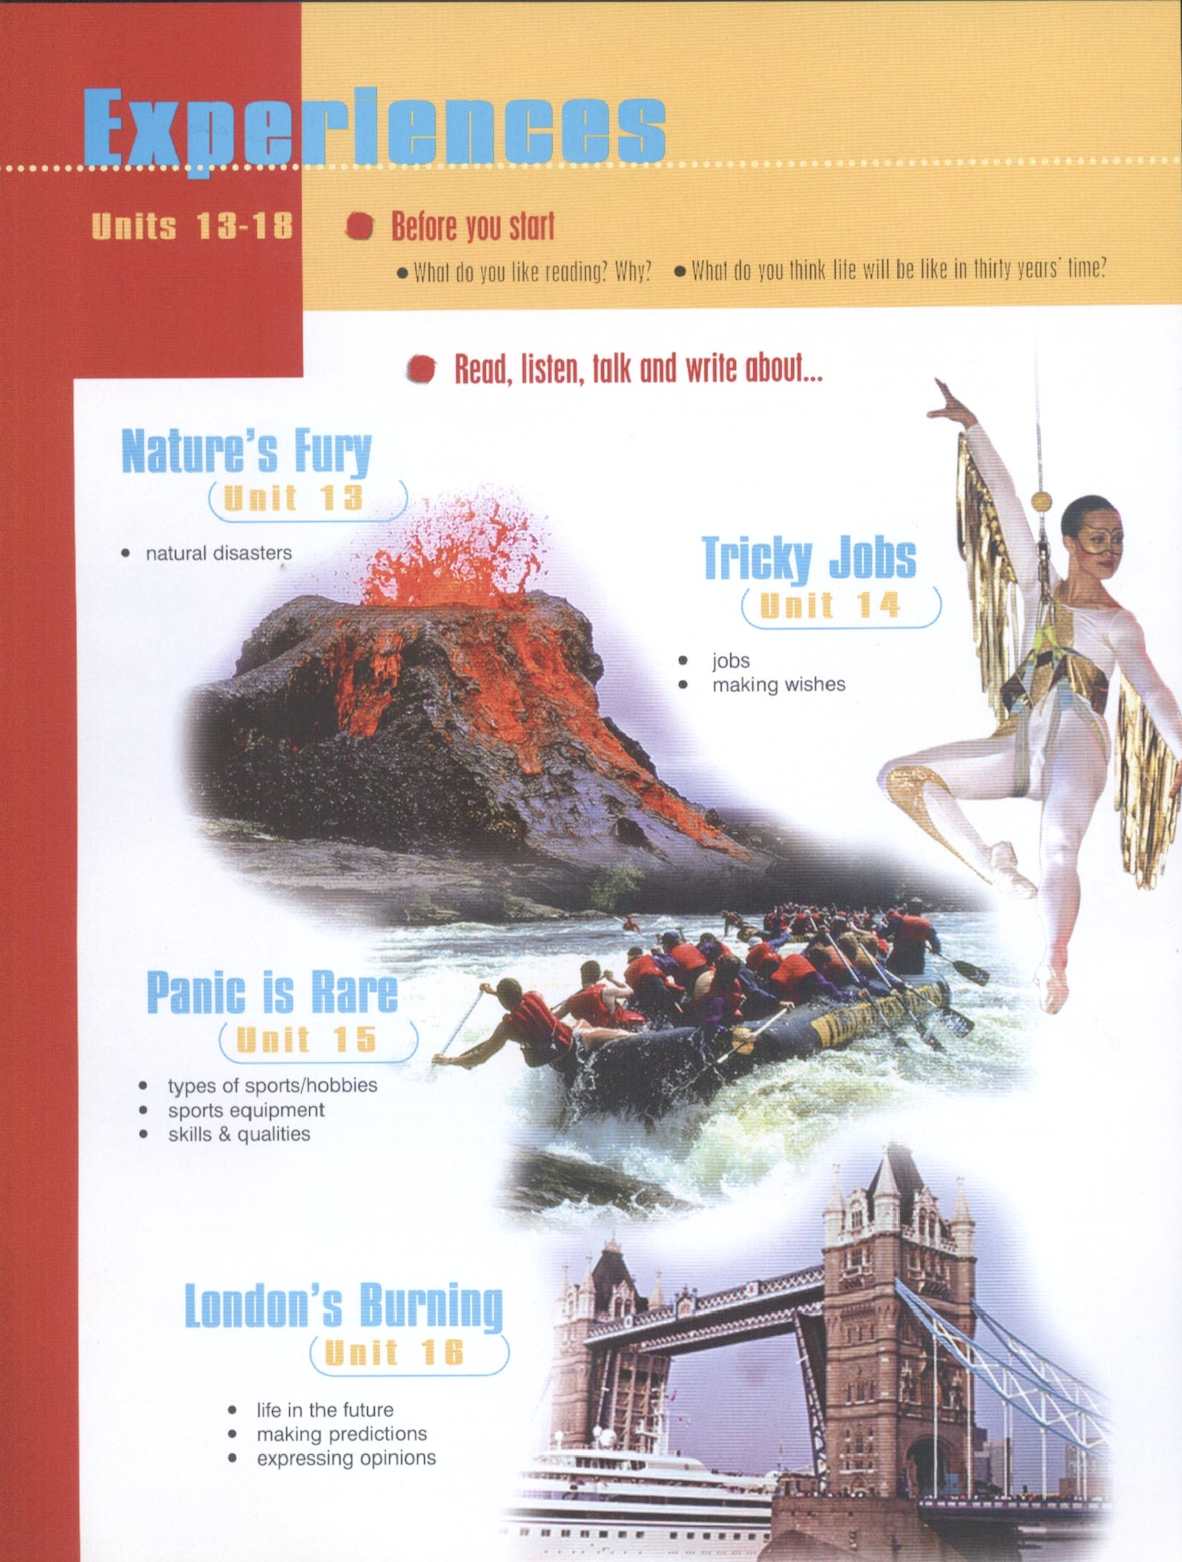 Experiences
Units 13-18
Before you start
• What do you like reading? Why? • What do you think life will be like in thirty years' time?
Read, listen, talk and write about...
Nature's Fury
Unit 13
• natural disasters
Tricky Jobs
Unit 14
• jobs
• making wishes
Panic is Rare
Unit 15
• types of sports/hobbies
• sports equipment
• skills & qualities
London's Burning
Unit 16
• life in the future
• making predictions
• expressing opinions